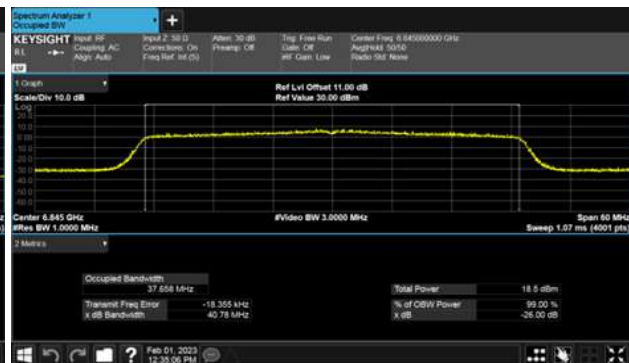 Spectrum Analyzer 1
Occupied BW
KEYSIGHT Input: RF Input Z: 50 Ω Atten: 30 dB Trig: Free Run Center Freq: 6.845000000 GHz
R L Coupling: AC Corrections: On Preamp: Off Gate: Off Avg|Hold: 50/50
Align: Auto Freq Ref: Int (S) #IF Gain: Low Radio Std: None
1 Graph
Ref Lvl Offset 11.00 dB
Scale/Div 10.0 dB Ref Value 30.00 dBm
Log
20.0
10.0
0.00
-10.0
-20.0
-30.0
-40.0
-50.0
-60.0
Center 6.845 GHz #Video BW 3.0000 MHz Span 60 MHz
#Res BW 1.0000 MHz Sweep 1.07 ms (4001 pts)
2 Metrics
Occupied Bandwidth
37.658 MHz Total Power 18.5 dBm
Transmit Freq Error -18.355 kHz % of OBW Power 99.00 %
x dB Bandwidth 40.78 MHz x dB -26.00 dB
? Feb 01, 2023
12:35:06 PM